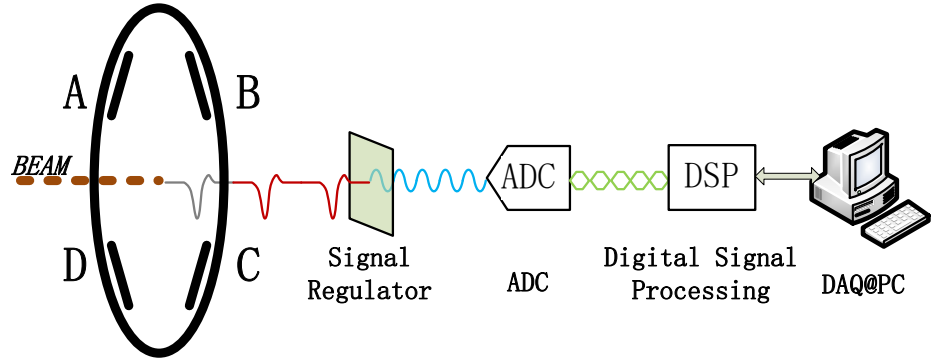 A
B
BEAM
D
C
ADC
DSP
Signal
Regulator
ADC
Digital Signal
Processing
DAQ@PC